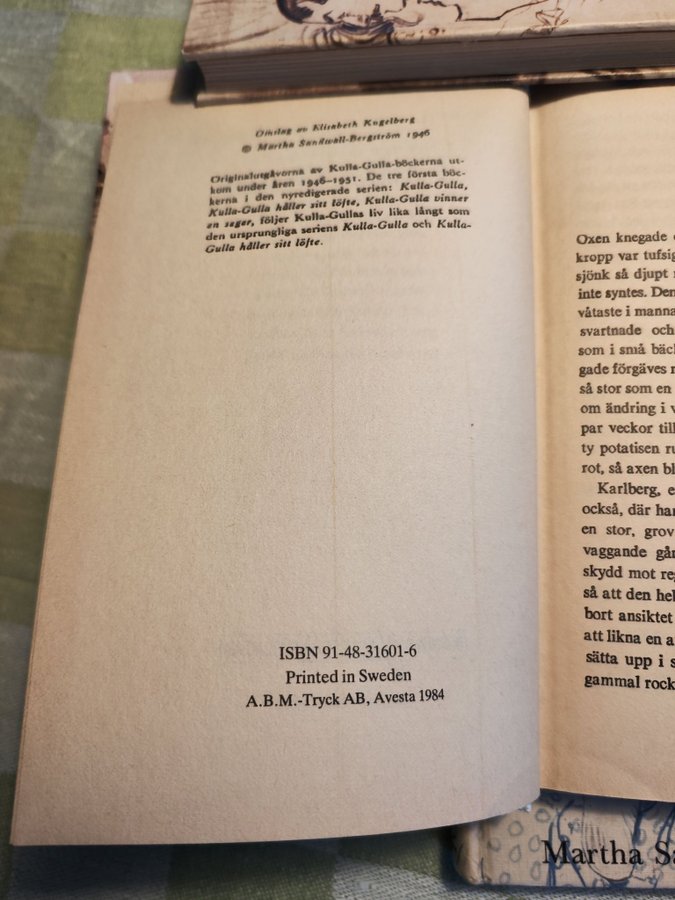 Omslag av Elisabeth Kugelberg
© Martha Sandwall-Bergström 1946
Originalutgåvorna av Kulla-Gulla-böckerna ut-
kom under åren 1946–1951. De tre första böc-
kerna i den nyredigerade serien: Kulla-Gulla,
Kulla-Gulla håller sitt löfte, Kulla-Gulla vinner
en seger, följer Kulla-Gullas liv lika långt som
den ursprungliga seriens Kulla-Gulla och Kulla-
Gulla håller sitt löfte.
ISBN 91-48-31601-6
Printed in Sweden
A.B.M.-Tryck AB, Avesta 1984
Oxen knegade
kropp var tufsig
sjönk så djupt
inte syntes. Den
våtaste i manna
svartnade och
som i små bäck
gade förgäves
så stor som en
om ändring i
par veckor till
ty potatisen
rot, så axen bl
Karlberg, e
också, där han
en stor, grov
vaggande gån
skydd mot reg
så att den hel
bort ansiktet
att likna en a
sätta upp i s
gammal rock
Martha Sa